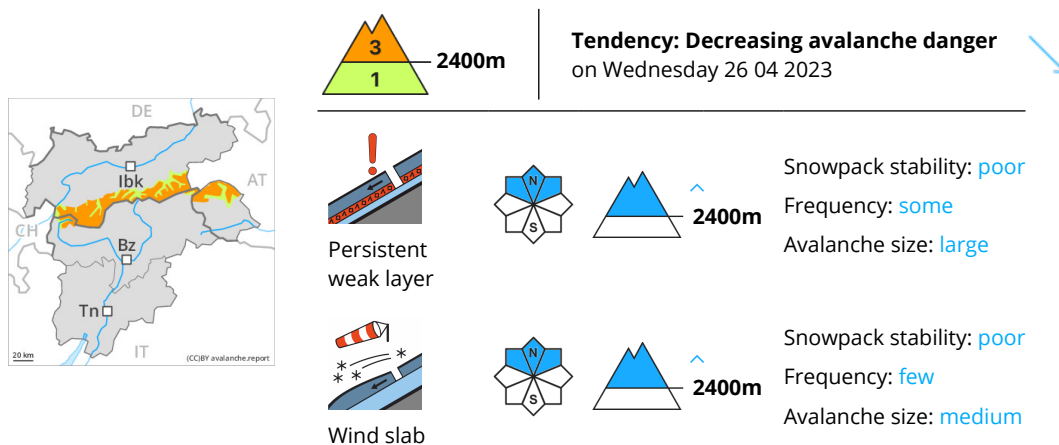 3
1
2400m
Tendency: Decreasing avalanche danger
on Wednesday 26 04 2023
DE
Ibk
AT
CH
Bz
Tn
IT
20 km
(CC)BY avalanche.report
Persistent
weak layer
N
S
2400m
Snowpack stability: poor
Frequency: some
Avalanche size: large
Wind slab
N
S
2400m
Snowpack stability: poor
Frequency: few
Avalanche size: medium